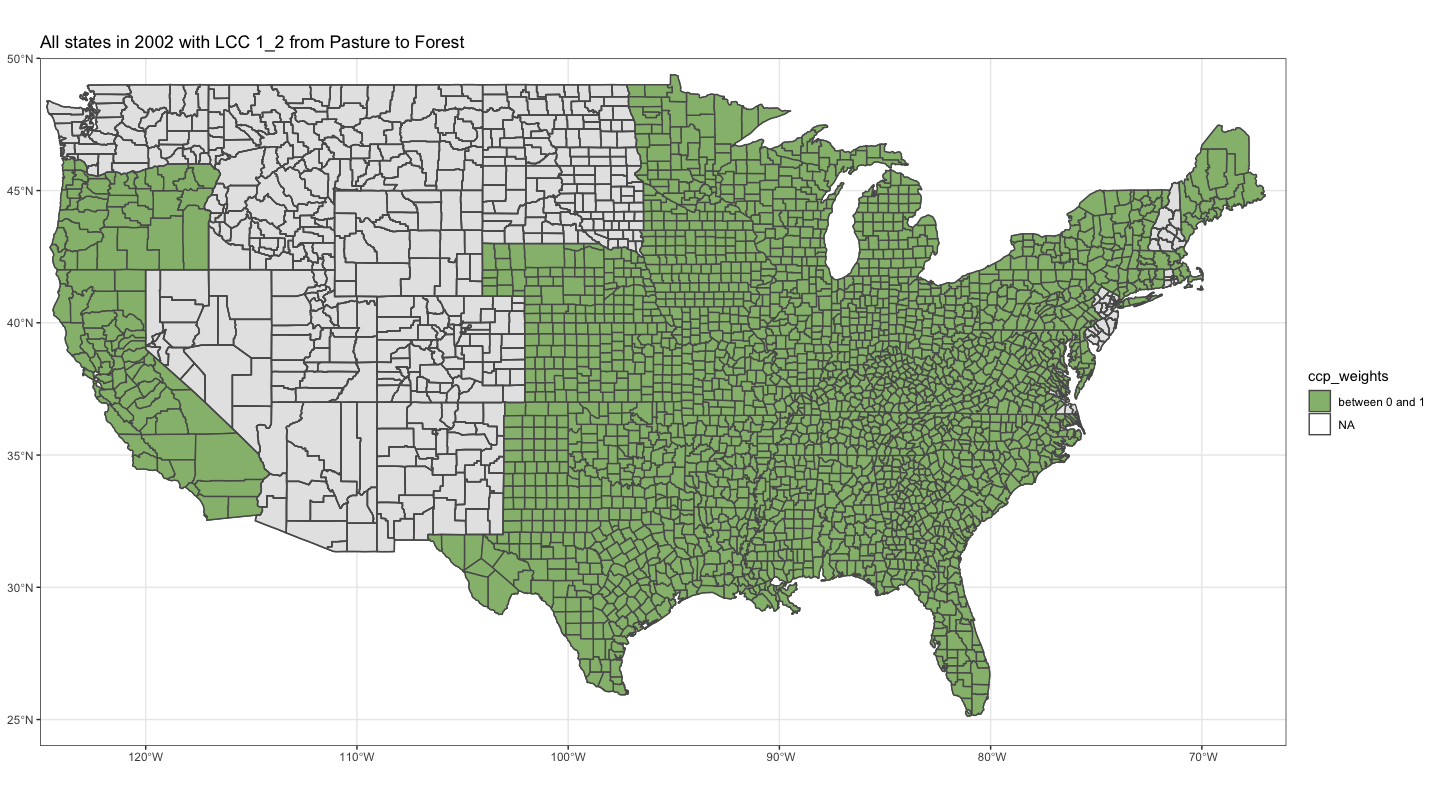 All states in 2002 with LCC 1_2 from Pasture to Forest
50°N
45°N
40°N
35°N
30°N
25°N
120°W
110°W
100°W
90°W
80°W
70°W
ccp_weights
between 0 and 1
NA